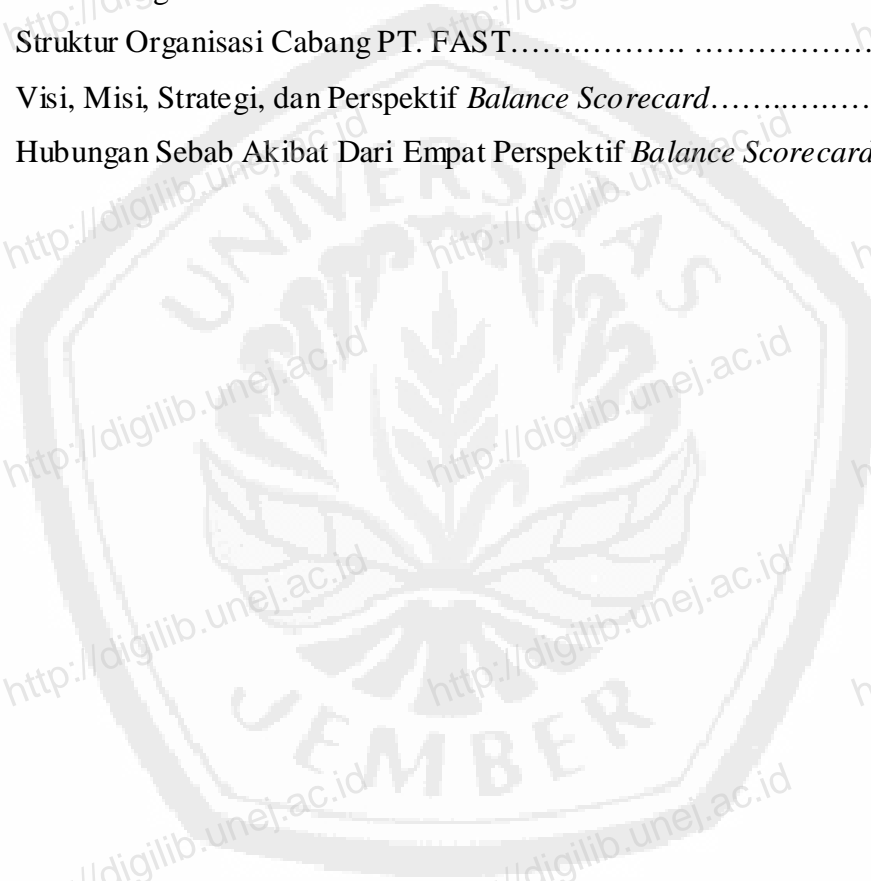 Struktur Organisasi Cabang PT. FAST…….………… ………………
Visi, Misi, Strategi, dan Perspektif Balance Scorecard……..…….…
Hubungan Sebab Akibat Dari Empat Perspektif Balance Scorecard
http://digilib.unej.ac.id
http://digilib.unej.ac.id
UNIVERSITAS
http://digilib.unej.ac.id
http://digilib.unej.ac.id
http://digilib.unej.ac.id
http://digilib.unej.ac.id
JEMBER
http://digilib.unej.ac.id
http://digilib.unej.ac.id